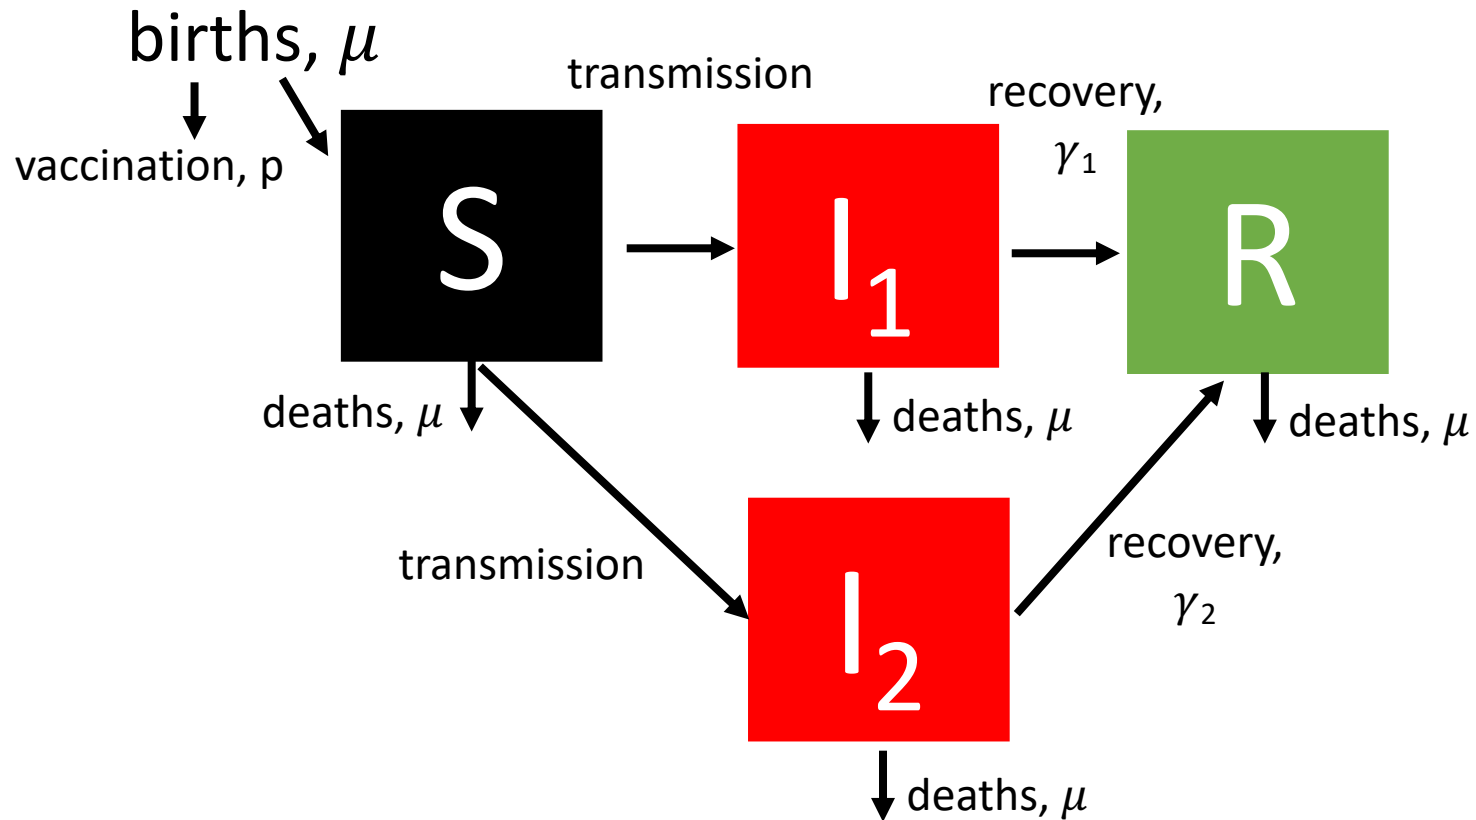 births, μ
transmission
recovery,
γ₁
vaccination, p
S
I₁
R
deaths, μ
deaths, μ
deaths, μ
transmission
I₂
recovery,
γ₂
deaths, μ